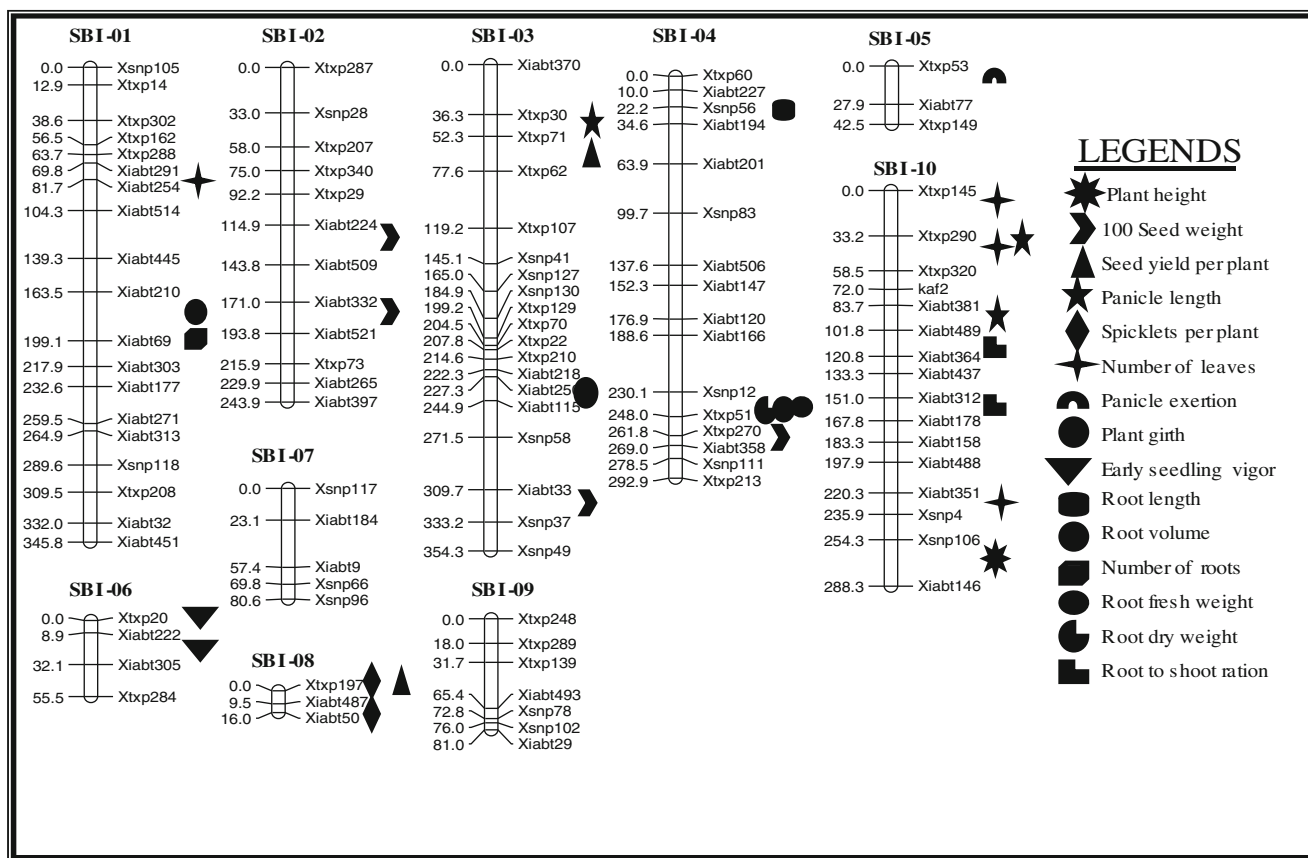 SBI-01
0.0 Xsnp105
12.9 Xtxp14
38.6 Xtxp302
56.5 Xtxp162
63.7 Xtxp288
69.8 Xiabt291
81.7 Xiabt254
104.3 Xiabt514
139.3 Xiabt445
163.5 Xiabt210
199.1 Xiabt69
217.9 Xiabt303
232.6 Xiabt177
259.5 Xiabt271
264.9 Xiabt313
289.6 Xsnp118
309.5 Xtxp208
332.0 Xiabt32
345.8 Xiabt451
SBI-02
0.0 Xtxp287
33.0 Xsnp28
58.0 Xtxp207
75.0 Xtxp340
92.2 Xtxp29
114.9 Xiabt224
143.8 Xiabt509
171.0 Xiabt332
193.8 Xiabt521
215.9 Xtxp73
229.9 Xiabt265
243.9 Xiabt397
SBI-03
0.0 Xiabt370
36.3 Xtxp30
52.3 Xtxp71
77.6 Xtxp62
119.2 Xtxp107
145.1 Xsnp41
165.0 Xsnp127
184.9 Xsnp130
199.2 Xtxp129
204.5 Xtxp70
207.8 Xtxp22
214.6 Xtxp210
222.3 Xiabt218
227.3
244.9 Xiabt115
271.5 Xsnp58
309.7 Xiabt33
333.2 Xsnp37
354.3 Xsnp49
SBI-04
0.0 Xtxp60
10.0 Xiabt227
22.2 Xsnp56
34.6 Xiabt194
63.9 Xiabt201
99.7 Xsnp83
137.6 Xiabt506
152.3 Xiabt147
176.9 Xiabt120
188.6 Xiabt166
230.1 Xsnp12
248.0 Xtxp51
261.8 Xtxp270
269.0 Xiabt358
278.5 Xsnp111
292.9 Xtxp213
SBI-05
0.0 Xtxp53
27.9 Xiabt77
42.5 Xtxp149
SBI-10
0.0 Xtxp145
33.2 Xtxp290
58.5 Xtxp320
72.0 kaf2
83.7 Xiabt381
101.8 Xiabt489
120.8 Xiabt364
133.3 Xiabt437
151.0 Xiabt312
167.8 Xiabt178
183.3 Xiabt158
197.9 Xiabt488
220.3 Xiabt351
235.9 Xsnp4
254.3 Xsnp106
288.3 Xiabt146
SBI-06
0.0 Xtxp20
8.9 Xiabt222
32.1 Xiabt305
55.5 Xtxp284
SBI-07
0.0 Xsnp117
23.1 Xiabt184
57.4 Xiabt9
69.8 Xsnp66
80.6 Xsnp96
SBI-08
0.0 Xtxp197
9.5 Xiabt487
16.0 Xiabt50
SBI-09
0.0 Xtxp248
18.0 Xtxp289
31.7 Xtxp139
65.4 Xiabt493
72.8 Xsnp78
76.0 Xsnp102
81.0 Xiabt29
LEGENDS
Plant height
100 Seed weight
Seed yield per plant
Panicle length
Spicklets per plant
Number of leaves
Panicle exertion
Plant girth
Early seedling vigor
Root length
Root volume
Number of roots
Root fresh weight
Root dry weight
Root to shoot ration